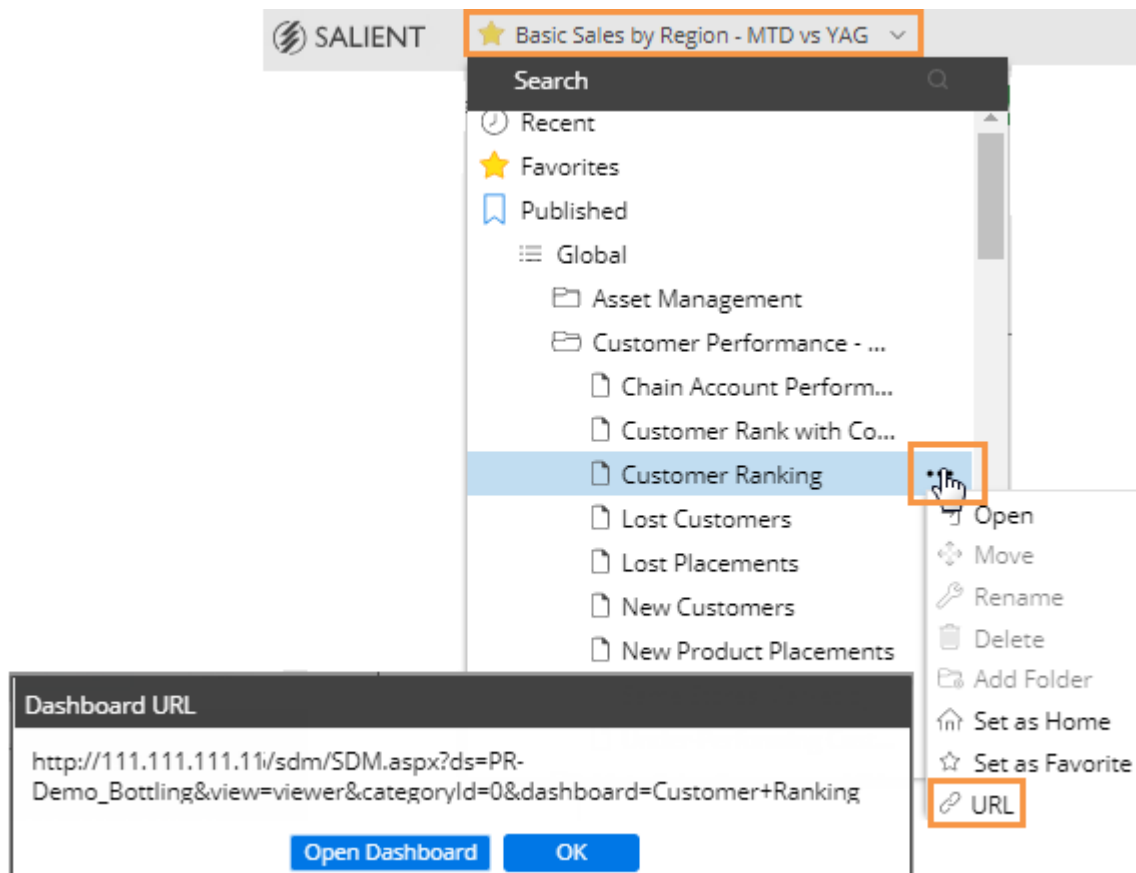 SALIENT
Basic Sales by Region - MTD vs YAG
Search
Recent
Favorites
Published
Global
Asset Management
Customer Performance - ...
Chain Account Perform...
Customer Rank with Co...
Customer Ranking
Lost Customers
Lost Placements
New Customers
New Product Placements
Open
Move
Rename
Delete
Add Folder
Set as Home
Set as Favorite
URL
Dashboard URL
http://111.111.111.11/sdm/SDM.aspx?ds=PR-
Demo_Bottling&view=viewer&categoryId=0&dashboard=Customer+Ranking
Open Dashboard
OK